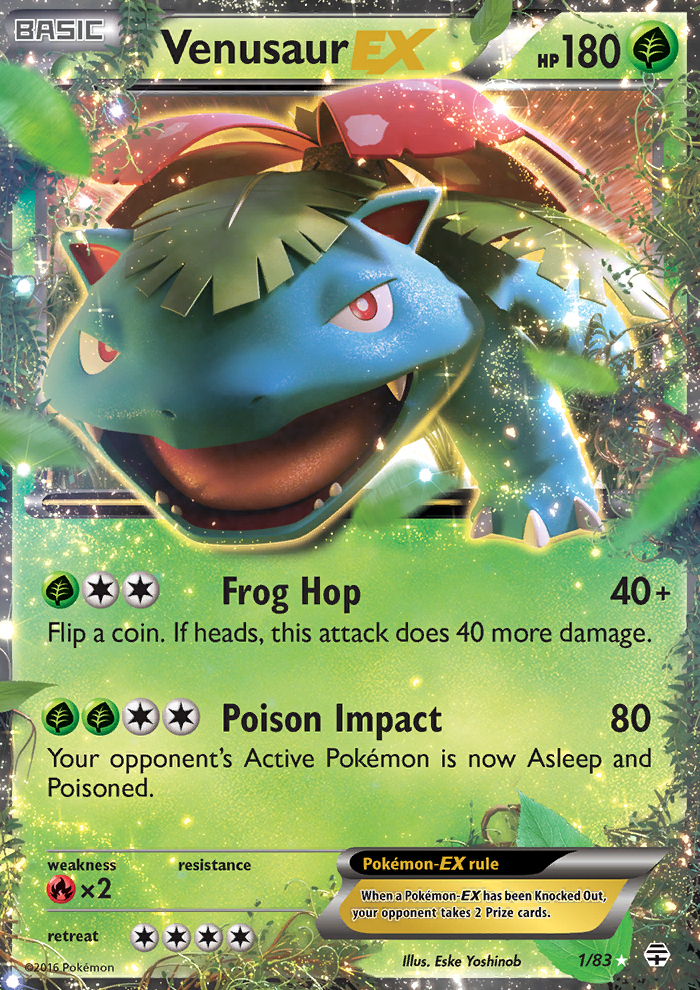 BASIC
Venusaur EX
HP 180
Frog Hop 40+
Flip a coin. If heads, this attack does 40 more damage.
Poison Impact 80
Your opponent's Active Pokémon is now Asleep and
Poisoned.
weakness resistance
×2
Pokémon-EX rule
When a Pokémon-EX has been Knocked Out,
your opponent takes 2 Prize cards.
retreat
©2016 Pokémon
Illus. Eske Yoshinob
1/83
A